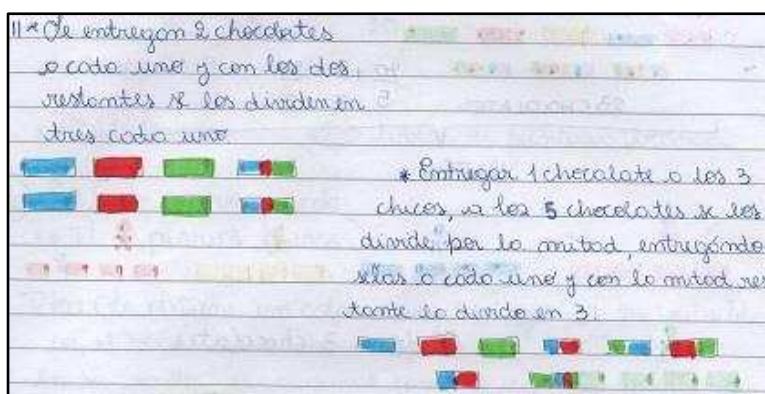 11 * Se entregan 2 chocolates
a cada uno y con los dos
restantes se los dividen en
tres cada uno.
* Entregar 1 chocolate a los 3
chicos, a los 5 chocolates se los
divide por la mitad, entregándo
selas a cada uno y con la mitad res
tante lo divido en 3.